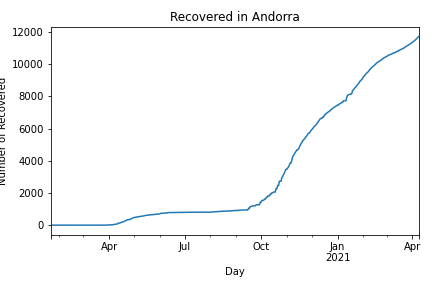 Recovered in Andorra
Number of Recovered
12000
10000
8000
6000
4000
2000
0
Apr
Jul
Oct
Jan
2021
Apr
Day